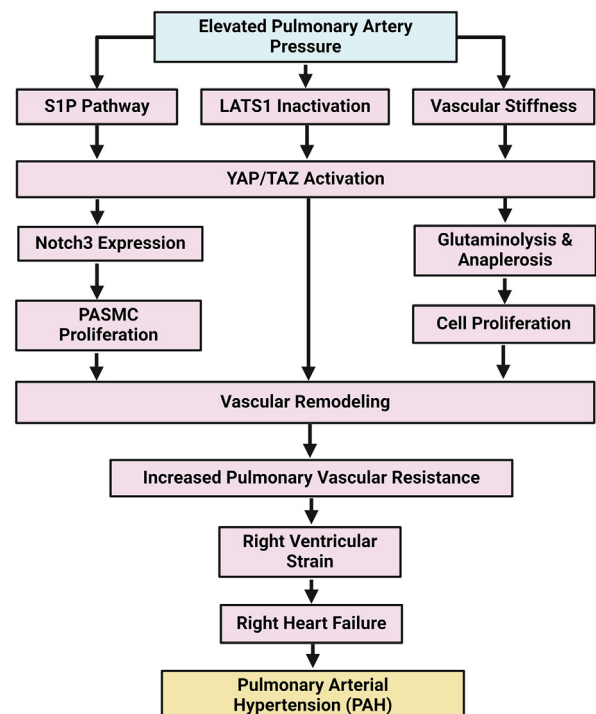 Elevated Pulmonary Artery
Pressure
S1P Pathway
LATS1 Inactivation
Vascular Stiffness
YAP/TAZ Activation
Notch3 Expression
Glutaminolysis &
Anaplerosis
PASMC
Proliferation
Cell Proliferation
Vascular Remodeling
Increased Pulmonary Vascular Resistance
Right Ventricular
Strain
Right Heart Failure
Pulmonary Arterial
Hypertension (PAH)